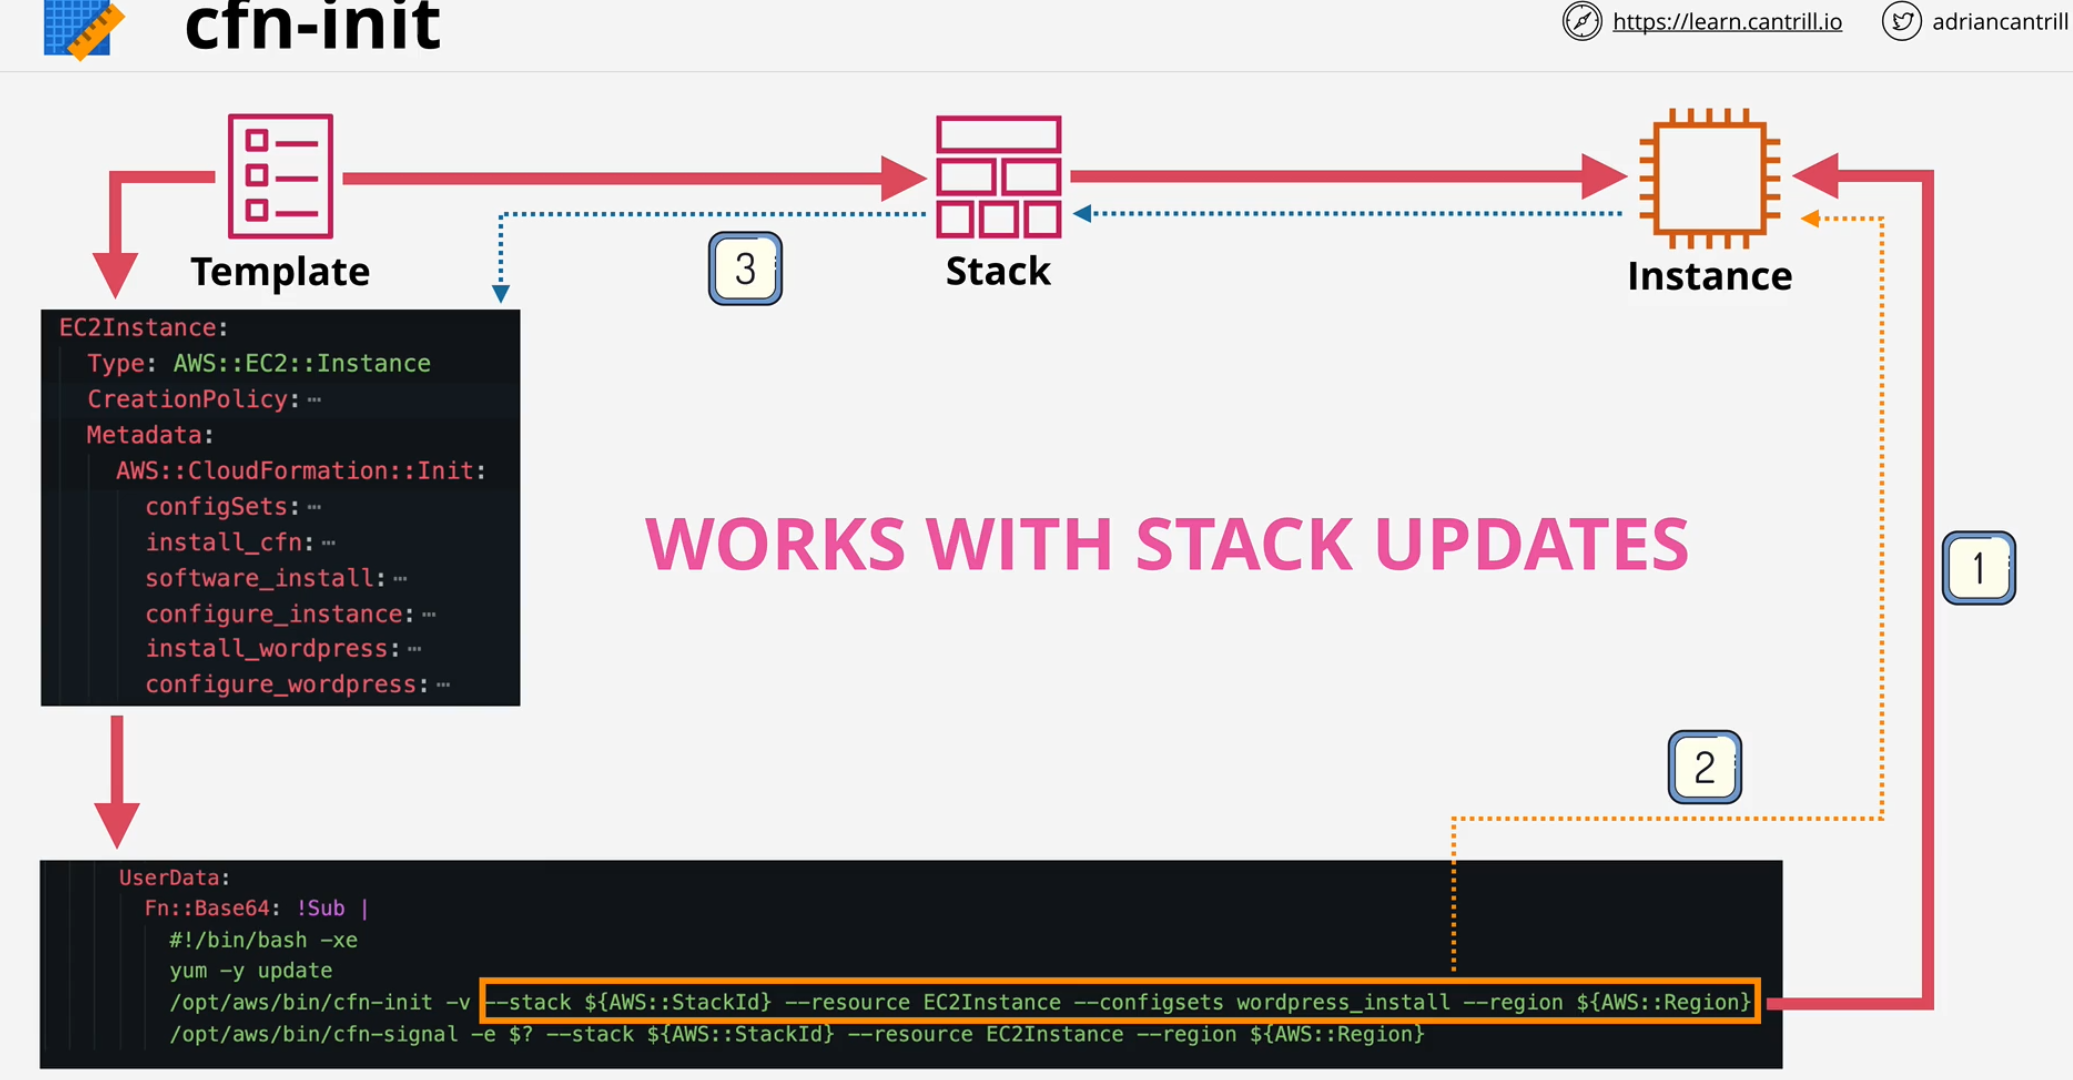 cfn-init
https://learn.cantrill.io
adriancantrill
Template
Stack
Instance
3
EC2Instance:
Type: AWS::EC2::Instance
CreationPolicy: ⋯
Metadata:
AWS::CloudFormation::Init:
configSets: ⋯
install_cfn: ⋯
software_install: ⋯
configure_instance: ⋯
install_wordpress: ⋯
configure_wordpress: ⋯
WORKS WITH STACK UPDATES
1
2
UserData:
Fn::Base64: !Sub |
#!/bin/bash -xe
yum -y update
/opt/aws/bin/cfn-init -v --stack ${AWS::StackId} --resource EC2Instance --configsets wordpress_install --region ${AWS::Region}
/opt/aws/bin/cfn-signal -e $? --stack ${AWS::StackId} --resource EC2Instance --region ${AWS::Region}